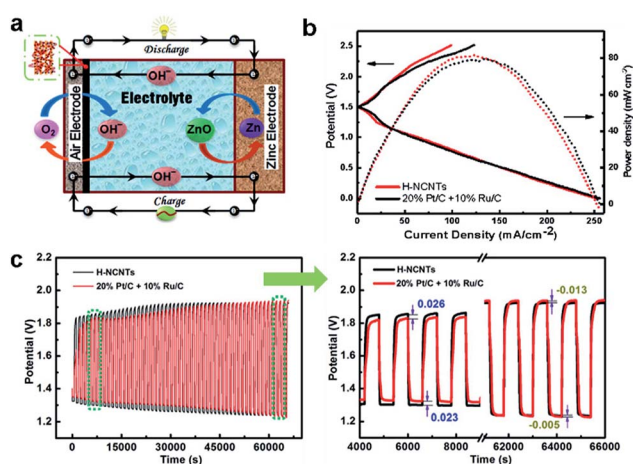 a
Discharge
e⁻ OH⁻ e⁻
Air Electrode
Electrolyte
Zinc Electrode
O₂ OH⁻ ZnO Zn
e⁻ OH⁻ e⁻
Charge
b
Potential (V)
2.5
2.0
1.5
1.0
0.5
0.0
0 50 100 150 200 250
Current Density (mA/cm⁻²)
80
60
40
20
0
Power density (mW cm⁻²)
H-NCNTs
20% Pt/C +10% Ru/C
c
H-NCNTs
20% Pt/C + 10% Ru/C
Potential (V)
2.0
1.8
1.6
1.4
1.2
0 15000 30000 45000 60000
Time (s)
H-NCNTs
20% Pt/C + 10% Ru/C
-0.013
0.026
0.023
-0.005
Potential (V)
2.0
1.8
1.6
1.4
1.2
4000 6000 8000 62000 64000 66000
Time (s)